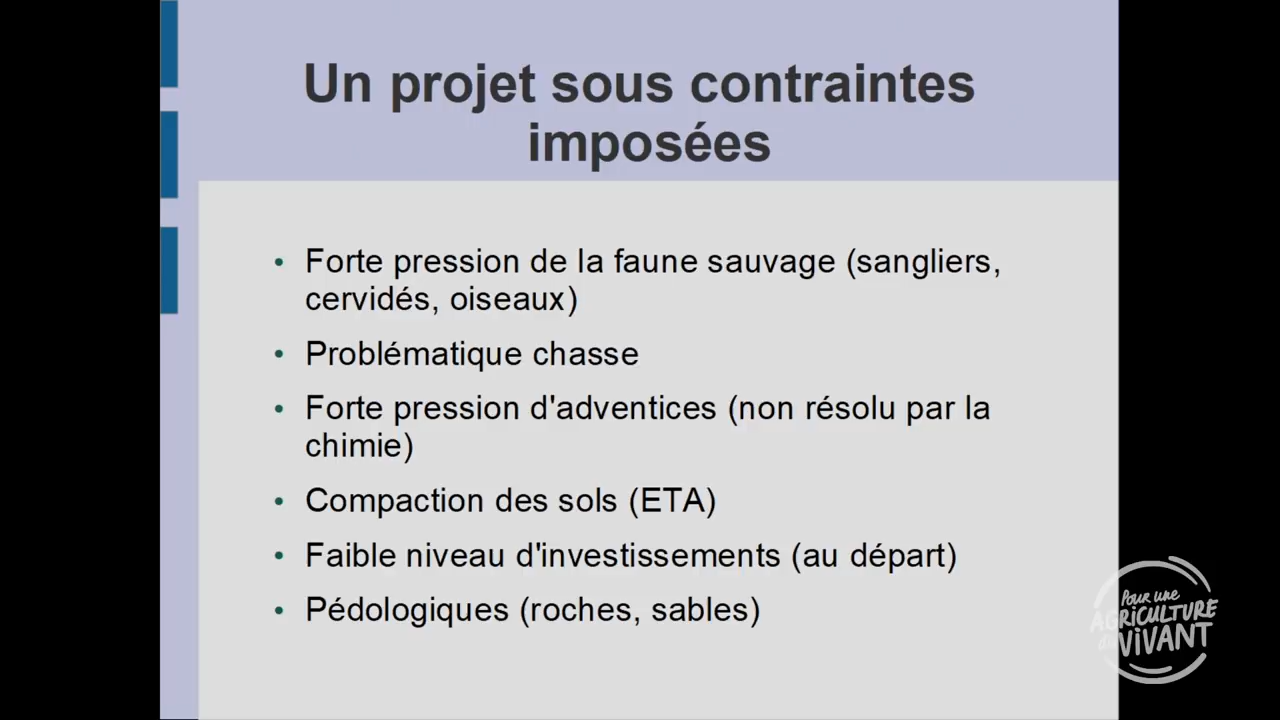 Un projet sous contraintes
imposées
• Forte pression de la faune sauvage (sangliers,
cervidés, oiseaux)
• Problématique chasse
• Forte pression d'adventices (non résolu par la
chimie)
• Compaction des sols (ETA)
• Faible niveau d'investissements (au départ)
• Pédologiques (roches, sables)
Pour une
AGRICULTURE
du VIVANT